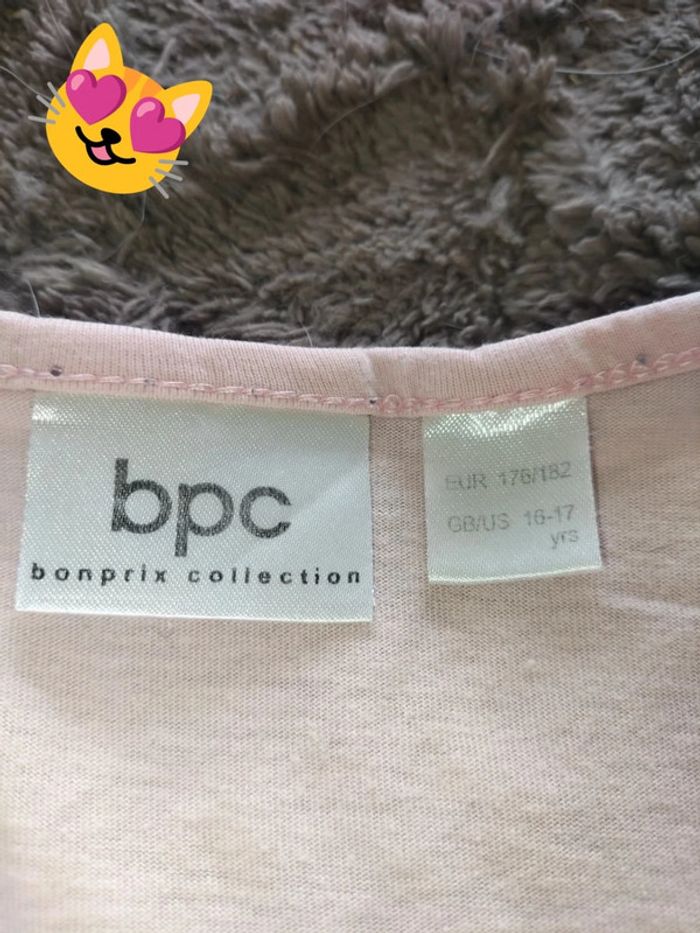 bpc
bonprix collection
EUR 176/182
GB/US 16-17
yrs